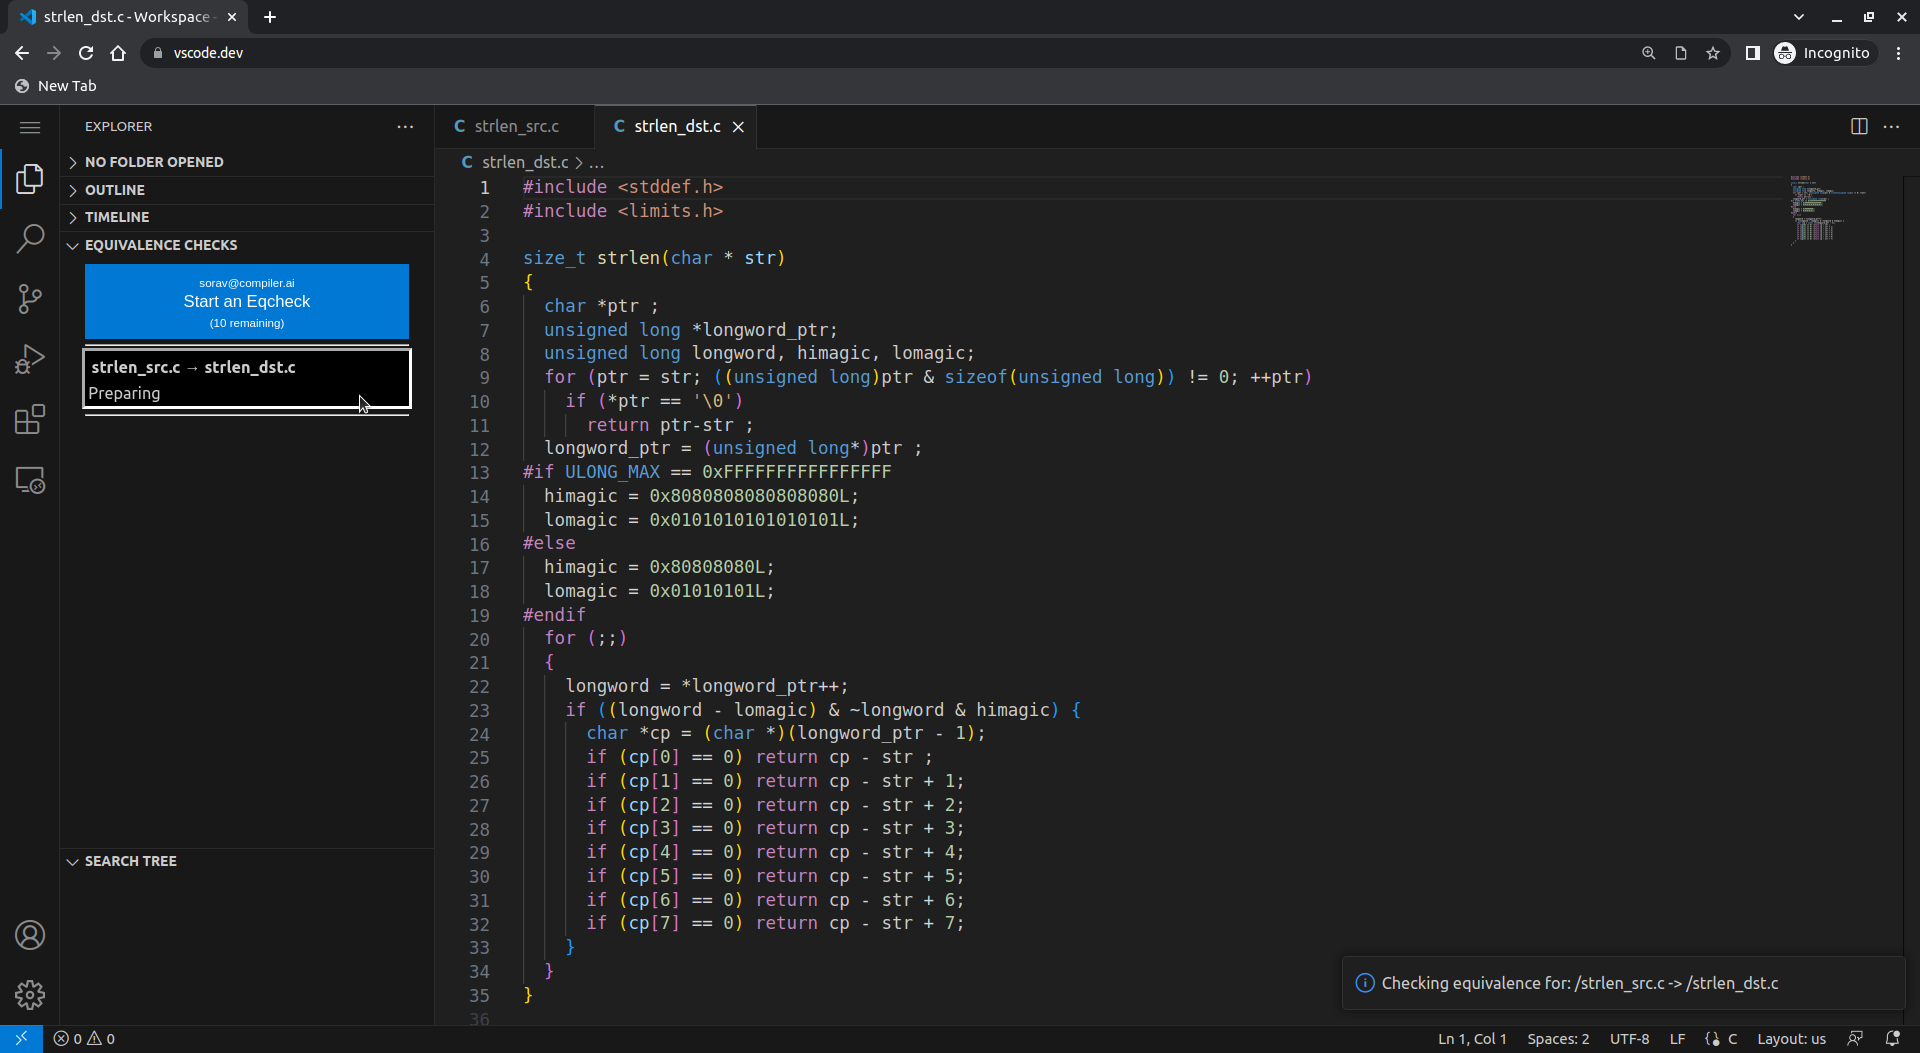 strlen_dst.c - Workspace -
vscode.dev
Incognito
New Tab
EXPLORER
NO FOLDER OPENED
OUTLINE
TIMELINE
EQUIVALENCE CHECKS
sorav@compiler.ai
Start an Eqcheck
(10 remaining)
strlen_src.c → strlen_dst.c
Preparing
SEARCH TREE
C strlen_src.c
C strlen_dst.c
C strlen_dst.c > ...
1 #include <stddef.h>
2 #include <limits.h>
3
4 size_t strlen(char * str)
5 {
6   char *ptr ;
7   unsigned long *longword_ptr;
8   unsigned long longword, himagic, lomagic;
9   for (ptr = str; ((unsigned long)ptr & sizeof(unsigned long)) != 0; ++ptr)
10     if (*ptr == '\0')
11       return ptr-str ;
12   longword_ptr = (unsigned long*)ptr ;
13 #if ULONG_MAX == 0xFFFFFFFFFFFFFFFF
14   himagic = 0x8080808080808080L;
15   lomagic = 0x0101010101010101L;
16 #else
17   himagic = 0x80808080L;
18   lomagic = 0x01010101L;
19 #endif
20   for (;;)
21   {
22     longword = *longword_ptr++;
23     if ((longword - lomagic) & ~longword & himagic) {
24       char *cp = (char *)(longword_ptr - 1);
25       if (cp[0] == 0) return cp - str ;
26       if (cp[1] == 0) return cp - str + 1;
27       if (cp[2] == 0) return cp - str + 2;
28       if (cp[3] == 0) return cp - str + 3;
29       if (cp[4] == 0) return cp - str + 4;
30       if (cp[5] == 0) return cp - str + 5;
31       if (cp[6] == 0) return cp - str + 6;
32       if (cp[7] == 0) return cp - str + 7;
33     }
34   }
35 }
36
Checking equivalence for: /strlen_src.c -> /strlen_dst.c
0 0
Ln 1, Col 1 Spaces: 2 UTF-8 LF {} C Layout: us